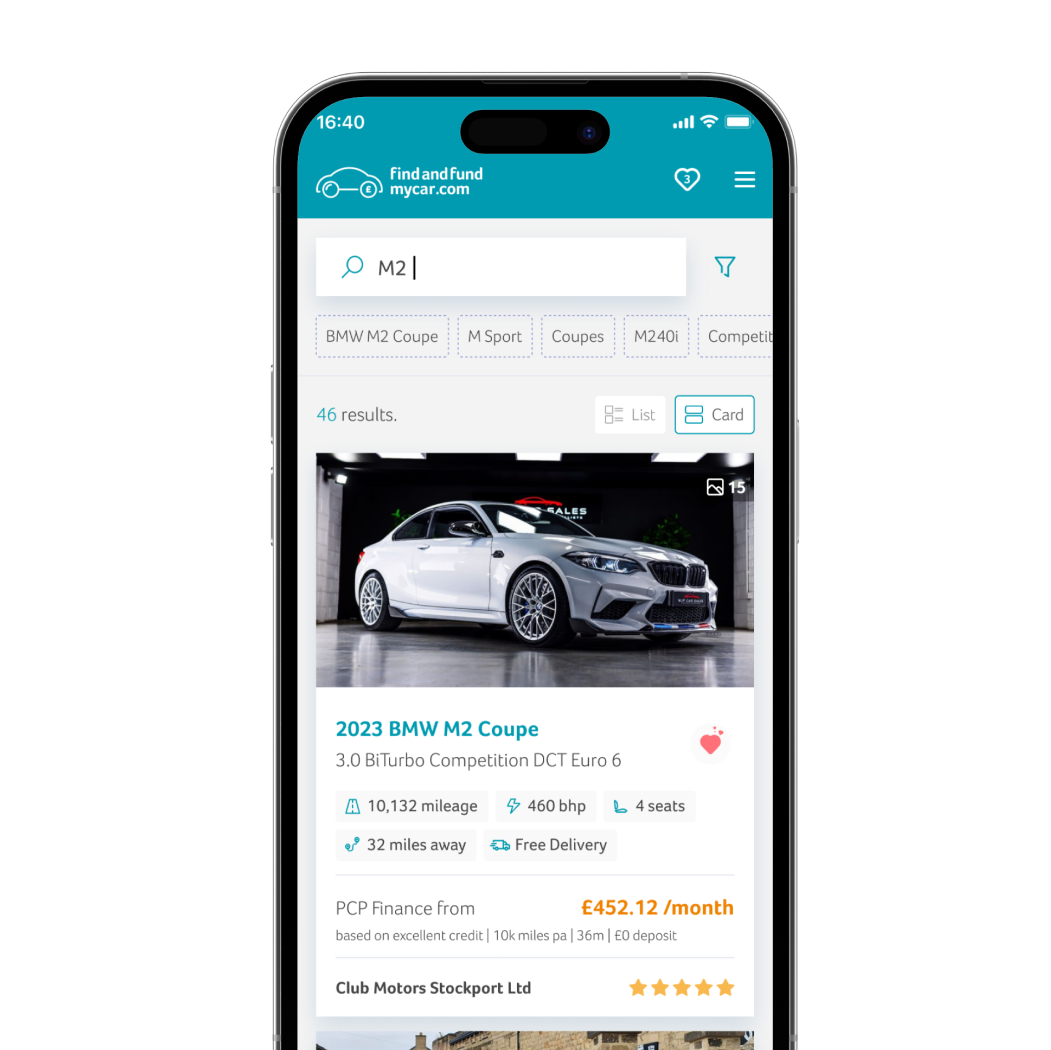 16:40
findandfund
mycar.com
3
M2
BMW M2 Coupe
M Sport
Coupes
M240i
Competit
46 results.
List
Card
15
SALES
2023 BMW M2 Coupe
3.0 BiTurbo Competition DCT Euro 6
10,132 mileage
460 bhp
4 seats
32 miles away
Free Delivery
PCP Finance from
£452.12 /month
based on excellent credit | 10k miles pa | 36m | £0 deposit
Club Motors Stockport Ltd